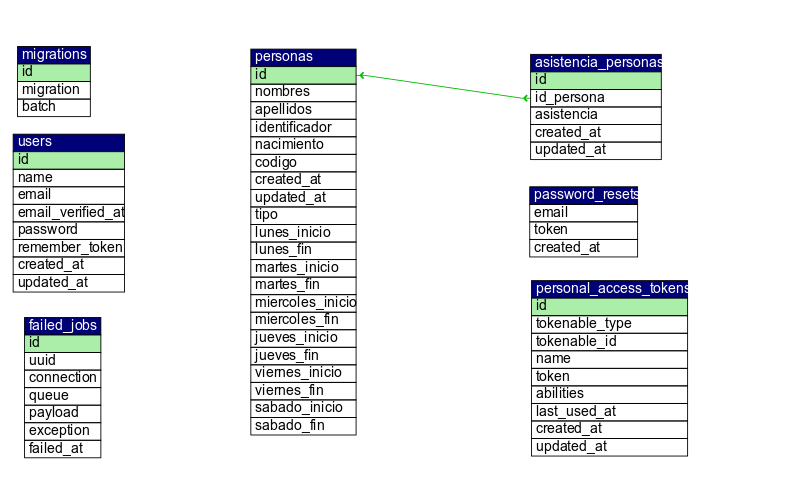 migrations
id
migration
batch
users
id
name
email
email_verified_at
password
remember_token
created_at
updated_at
failed_jobs
id
uuid
connection
queue
payload
exception
failed_at
personas
id
nombres
apellidos
identificador
nacimiento
codigo
created_at
updated_at
tipo
lunes_inicio
lunes_fin
martes_inicio
martes_fin
miercoles_inicio
miercoles_fin
jueves_inicio
jueves_fin
viernes_inicio
viernes_fin
sabado_inicio
sabado_fin
asistencia_personas
id
id_persona
asistencia
created_at
updated_at
password_resets
email
token
created_at
personal_access_tokens
id
tokenable_type
tokenable_id
name
token
abilities
last_used_at
created_at
updated_at